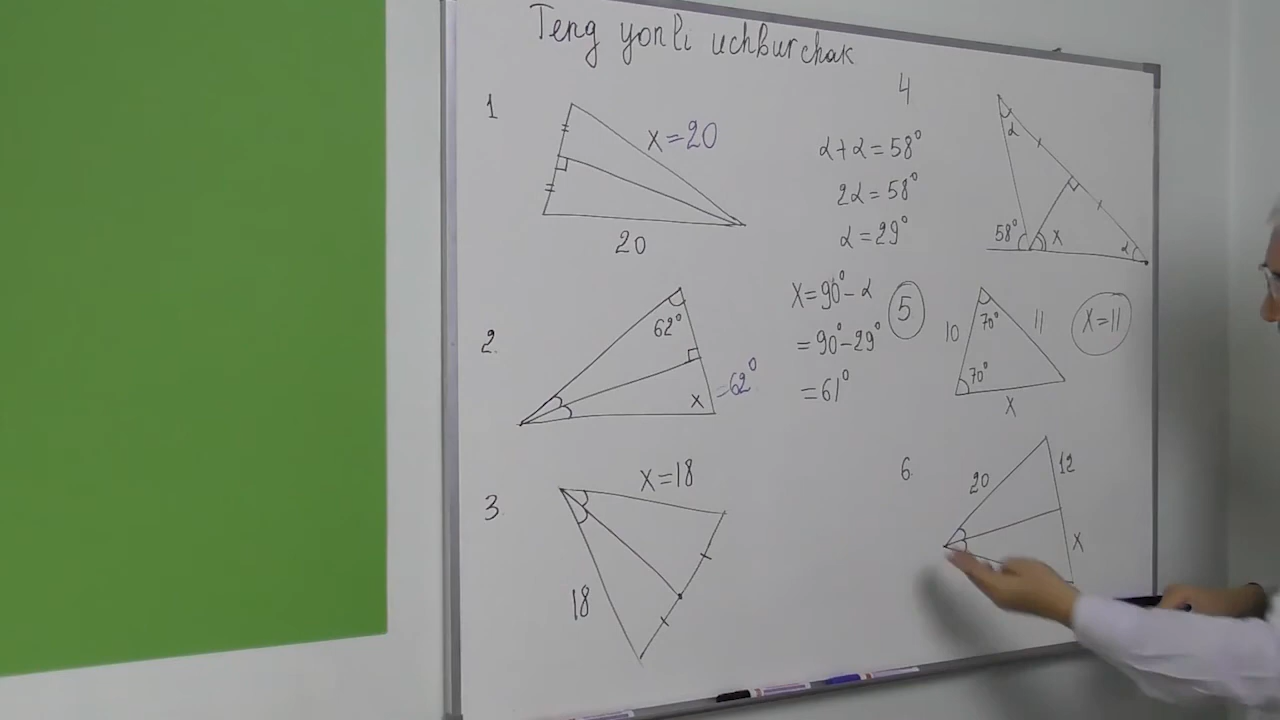 Teng yonli uchburchak
1
x=20
20
2.
62°
x =62°
3.
x=18
18
4
α+α=58°
2α=58°
α=29°
x=90°-α
=90°-29°
=61°
α
58°
x
α
5
10
70°
11
70°
x
x=11
6.
20
12
x